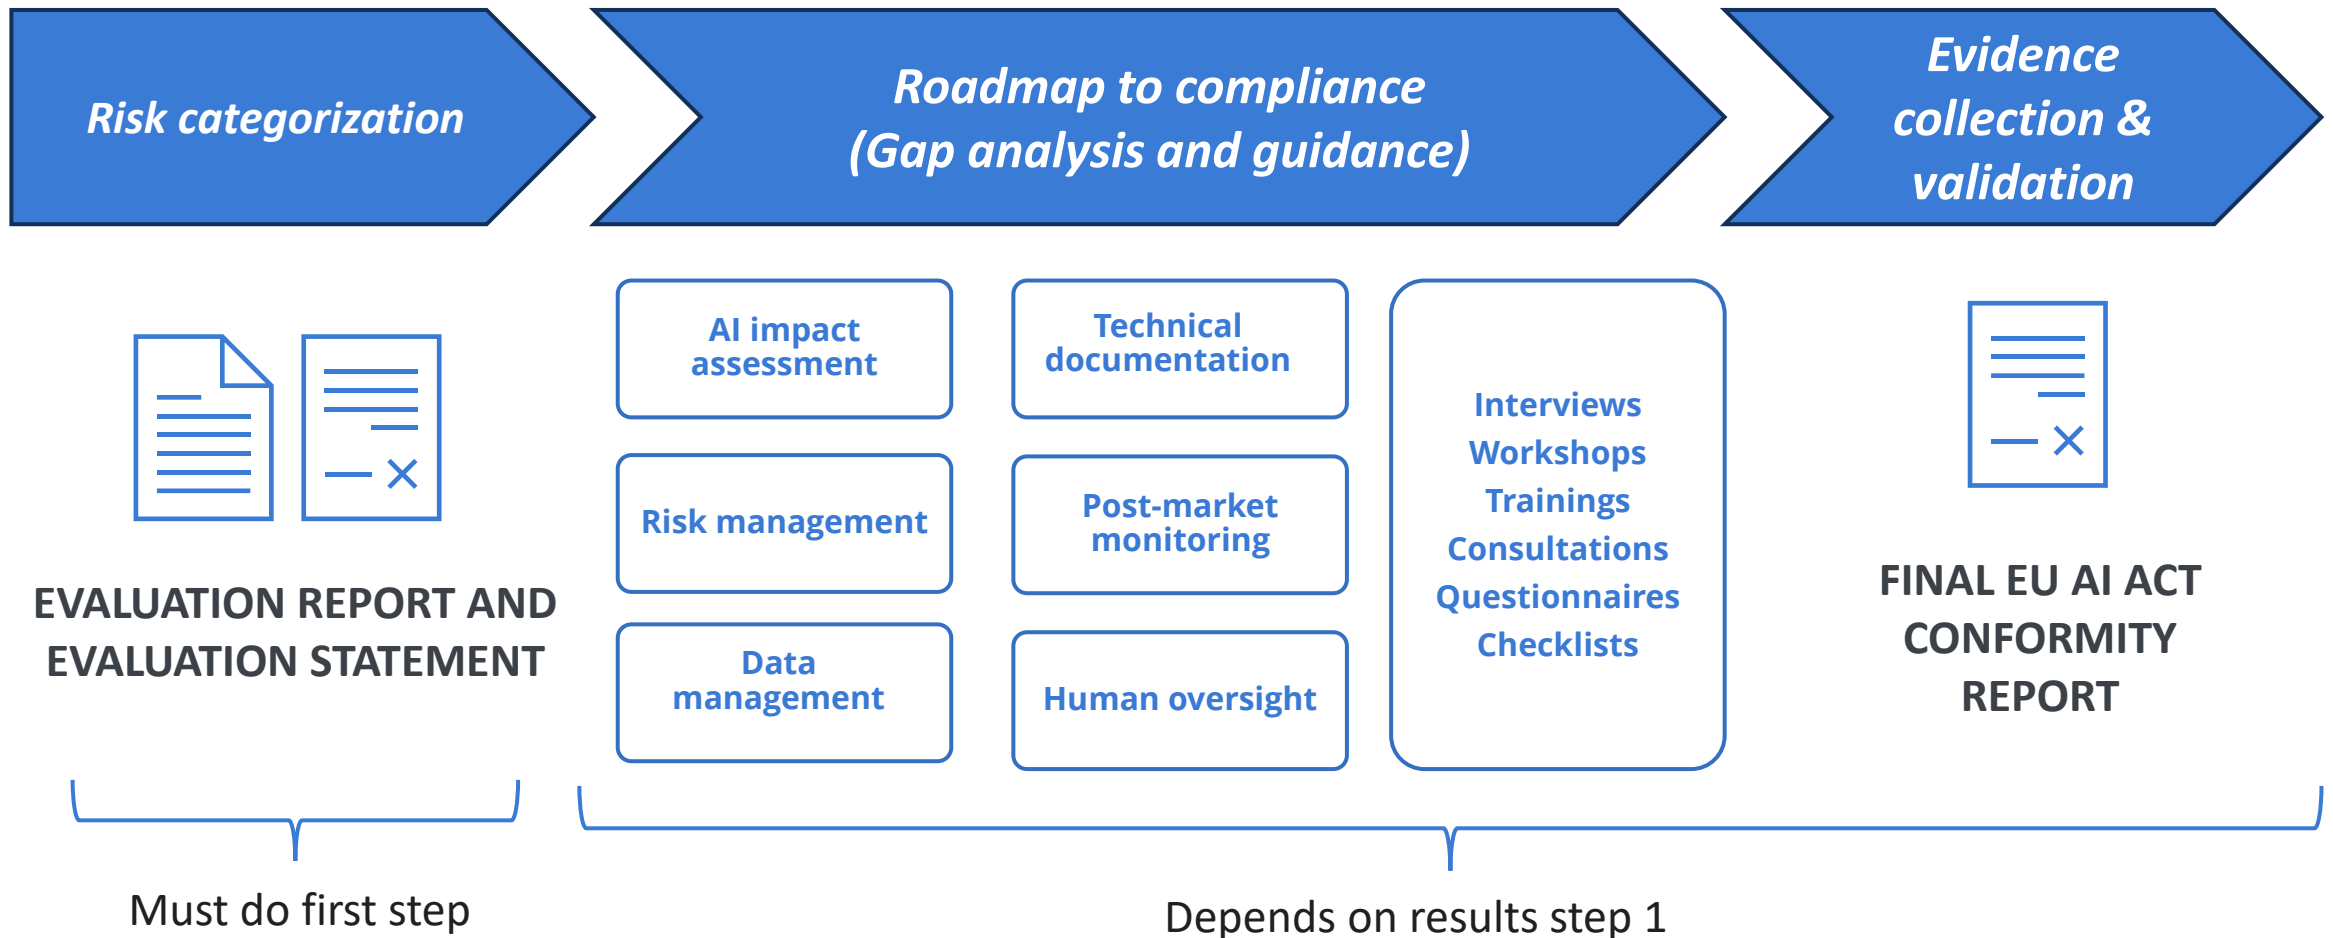 Risk categorization
Roadmap to compliance
(Gap analysis and guidance)
Evidence
collection &
validation
EVALUATION REPORT AND
EVALUATION STATEMENT
AI impact
assessment
Risk management
Data
management
Technical
documentation
Post-market
monitoring
Human oversight
Interviews
Workshops
Trainings
Consultations
Questionnaires
Checklists
FINAL EU AI ACT
CONFORMITY
REPORT
Must do first step
Depends on results step 1